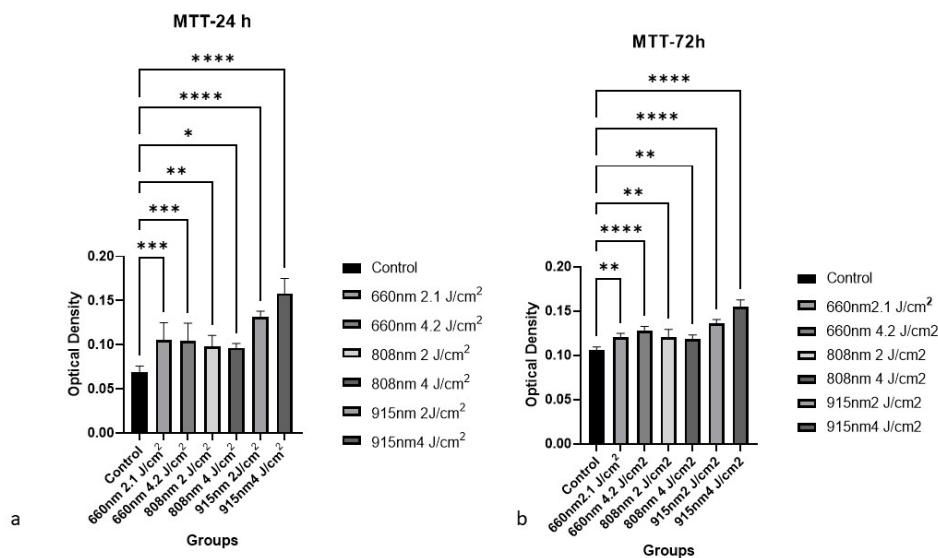 MTT-24 h
****
****
*
**
***
***
0.20
0.15
0.10
0.05
0.00
Optical Density
Control
660nm 2.1 J/cm²
660nm 4.2 J/cm²
808nm 2 J/cm²
808nm 4 J/cm²
915nm 2J/cm²
915nm4 J/cm²
Groups
Control
660nm 2.1 J/cm²
660nm 4.2 J/cm²
808nm 2 J/cm²
808nm 4 J/cm²
915nm 2J/cm²
915nm4 J/cm²
a
MTT-72h
****
****
**
**
****
**
0.20
0.15
0.10
0.05
0.00
Optical Density
Control
660nm2.1 J/cm²
660nm 4.2 J/cm2
808nm 2 J/cm2
808nm 4 J/cm2
915nm2 J/cm2
915nm4 J/cm2
Groups
Control
660nm2.1 J/cm²
660nm 4.2 J/cm2
808nm 2 J/cm2
808nm 4 J/cm2
915nm2 J/cm2
915nm4 J/cm2
b